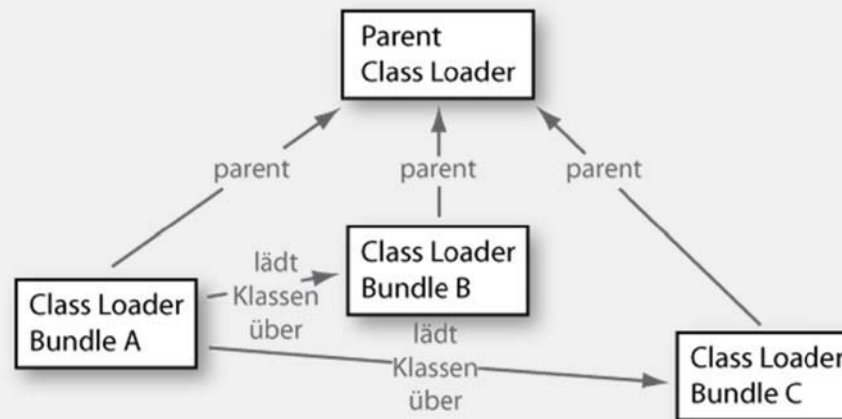 Parent
Class Loader
parent
parent
parent
lädt
Klassen
über
Class Loader
Bundle B
Class Loader
Bundle A
lädt
Klassen
über
Class Loader
Bundle C